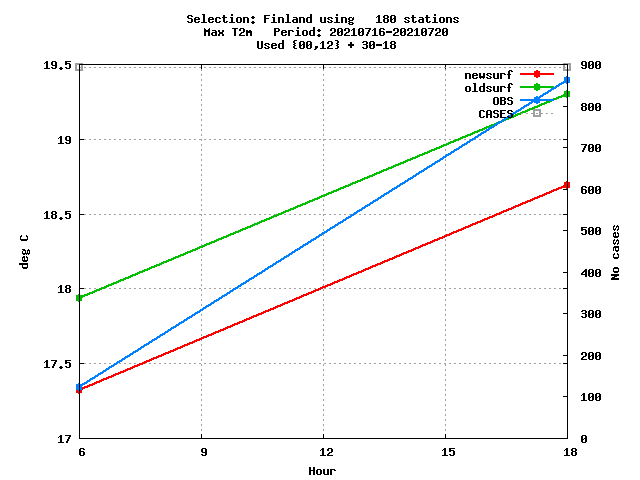 Selection: Finland using   180 stations
Max T2m   Period: 20210716-20210720
Used {00,12} + 30-18
19.5
19
18.5
18
17.5
17
deg C
newsurf
oldsurf
OBS
CASES
900
800
700
600
500
400
300
200
100
0
No cases
6
9
12
15
18
Hour